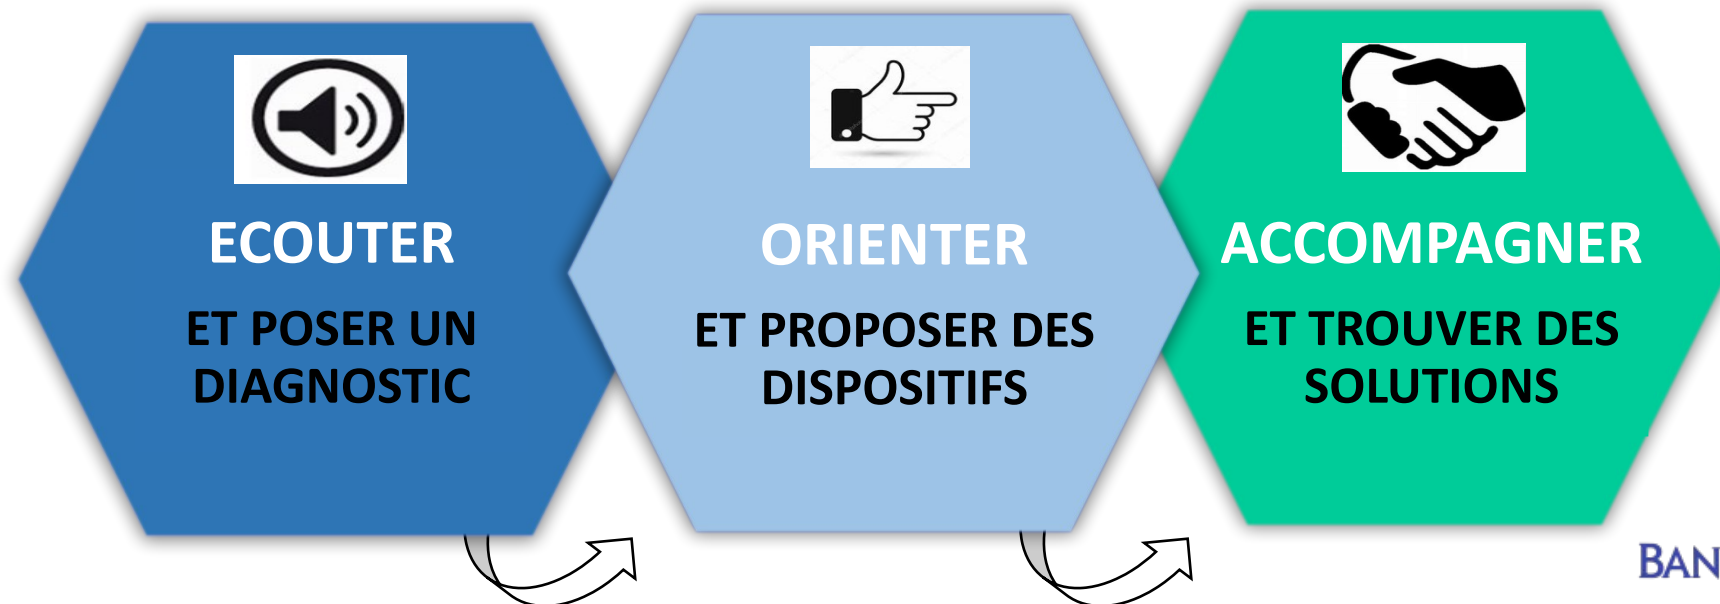 ECOUTER
ET POSER UN
DIAGNOSTIC
ORIENTER
ET PROPOSER DES
DISPOSITIFS
ACCOMPAGNER
ET TROUVER DES
SOLUTIONS
BAN